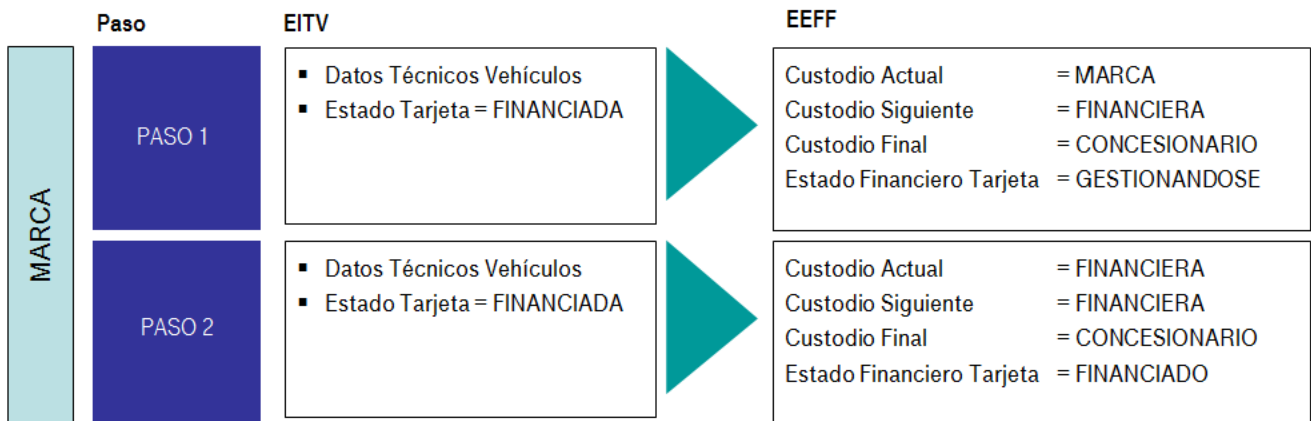 Paso EITV EEFF
MARCA
PASO 1
▪ Datos Técnicos Vehículos
▪ Estado Tarjeta = FINANCIADA
Custodio Actual = MARCA
Custodio Siguiente = FINANCIERA
Custodio Final = CONCESIONARIO
Estado Financiero Tarjeta = GESTIONANDOSE
PASO 2
▪ Datos Técnicos Vehículos
▪ Estado Tarjeta = FINANCIADA
Custodio Actual = FINANCIERA
Custodio Siguiente = FINANCIERA
Custodio Final = CONCESIONARIO
Estado Financiero Tarjeta = FINANCIADO